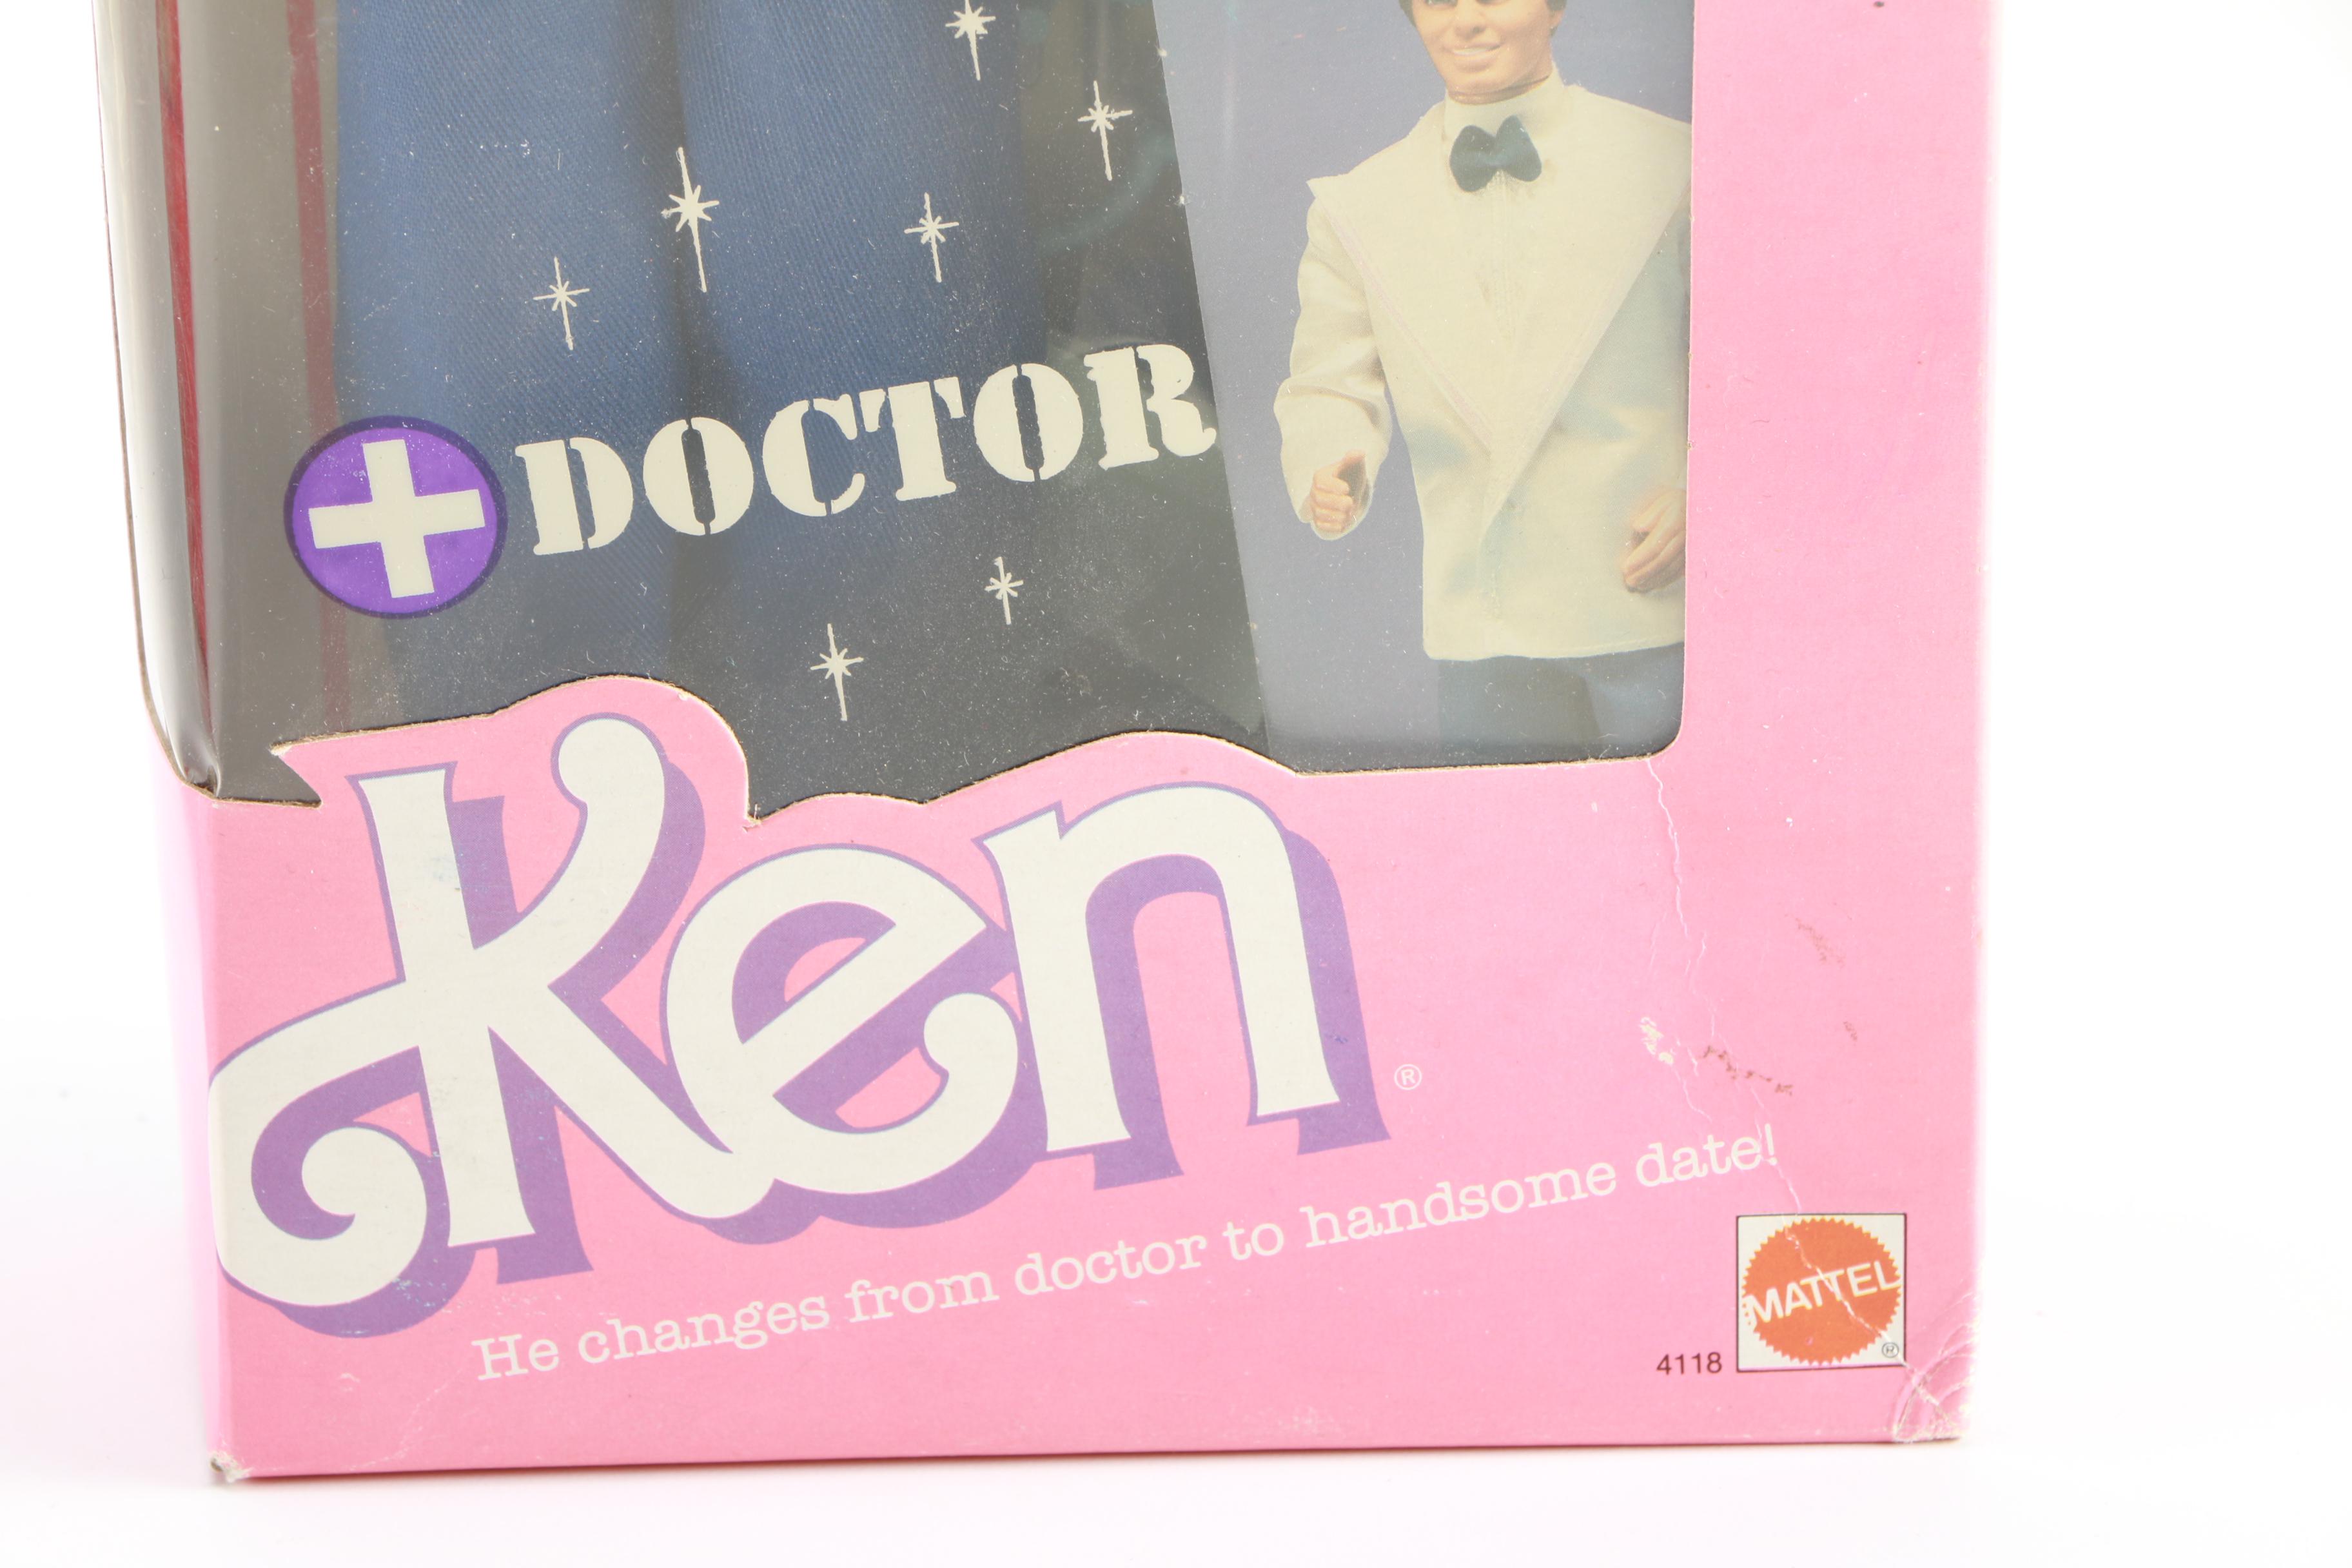 DOCTOR
Ken ®
He changes from doctor to handsome date!
MATTEL ®
4118